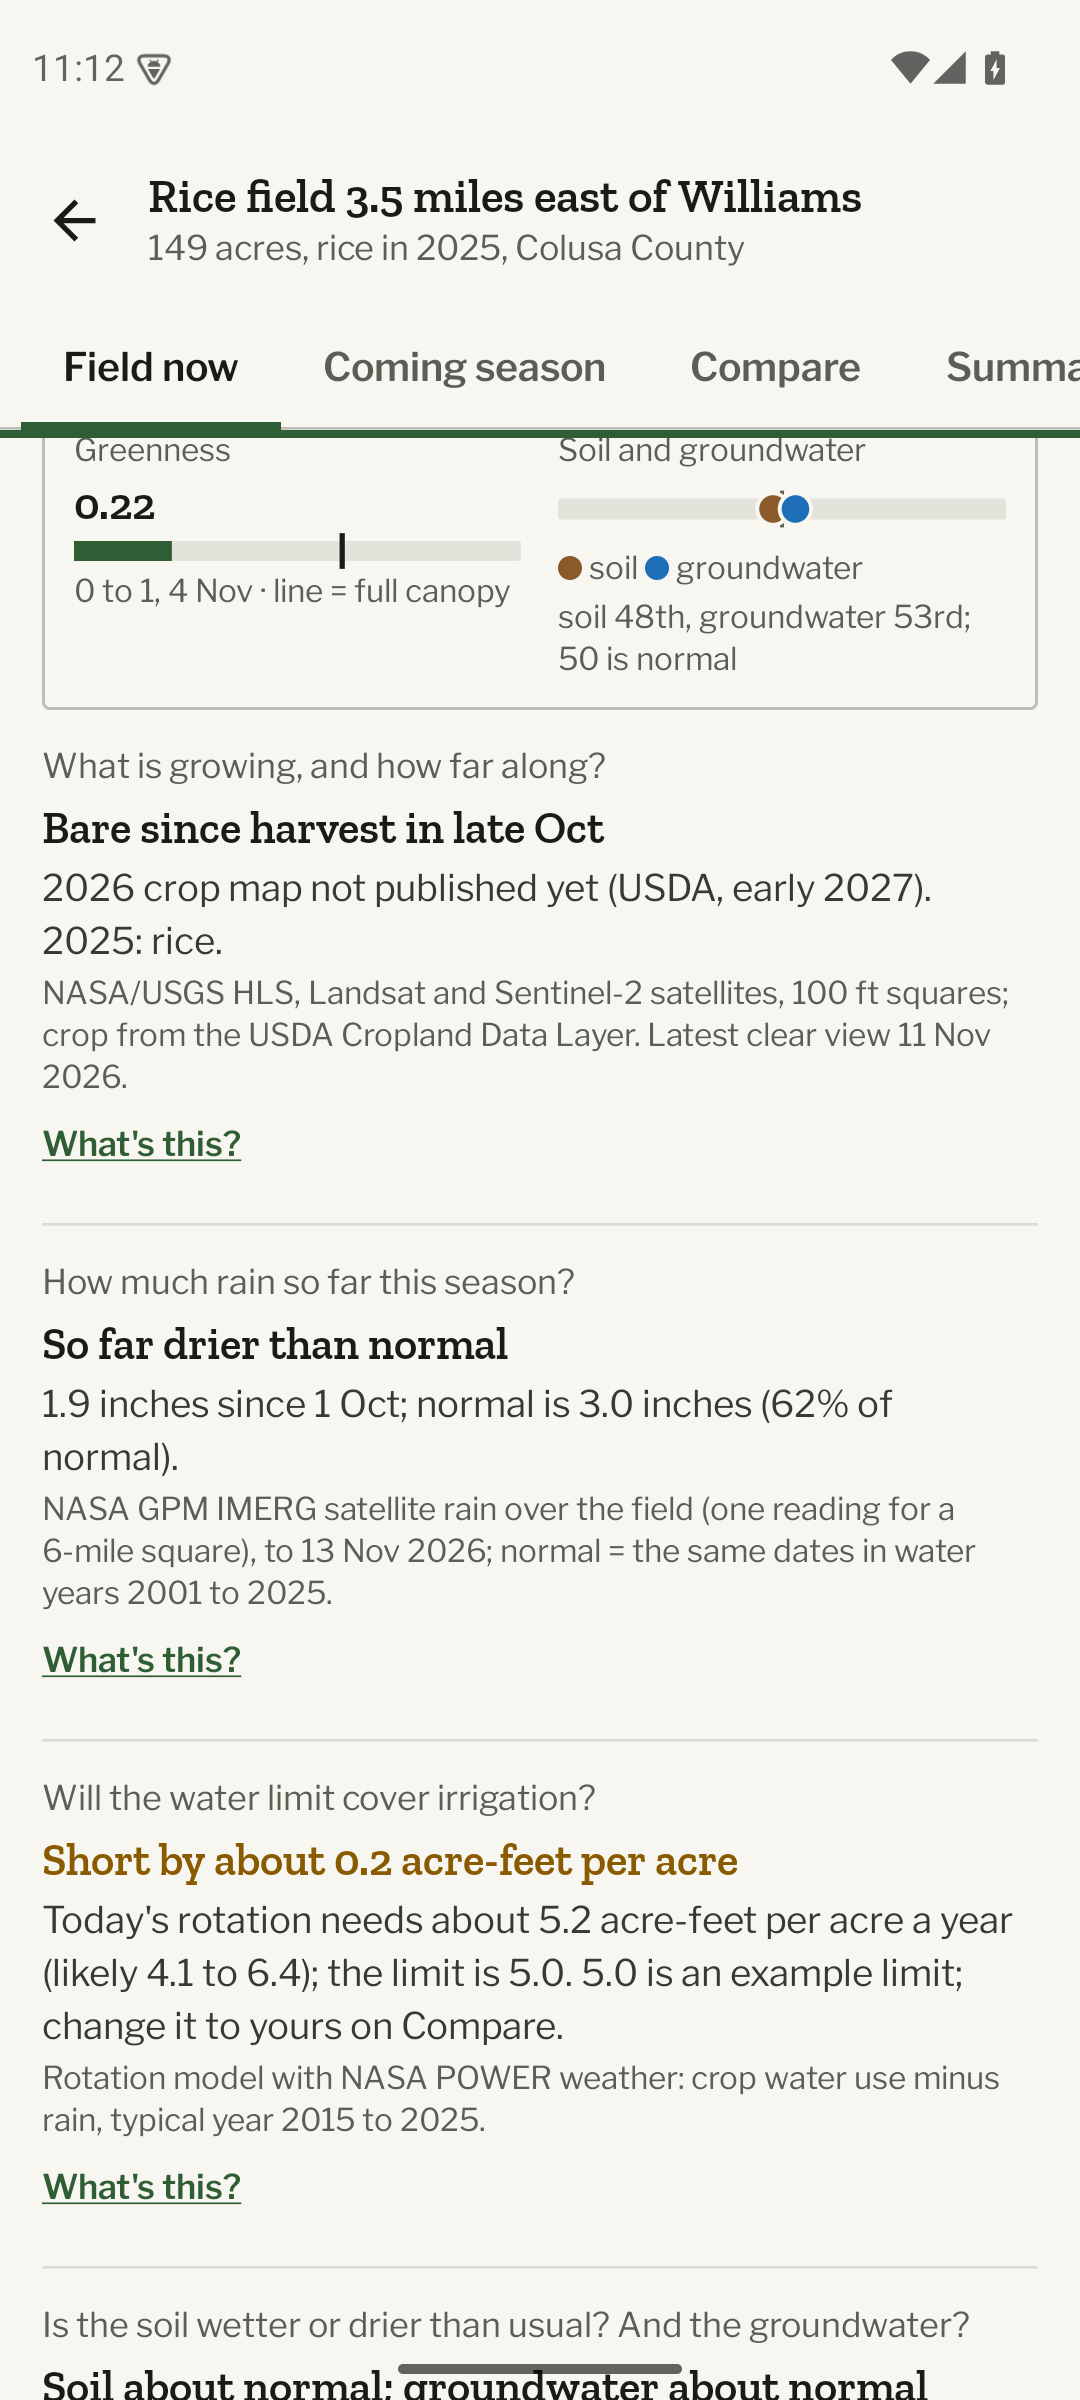 11:12
Rice field 3.5 miles east of Williams
149 acres, rice in 2025, Colusa County
Field now
Coming season
Compare
Summa
Greenness
0.22
0 to 1, 4 Nov · line = full canopy
Soil and groundwater
soil groundwater
soil 48th, groundwater 53rd;
50 is normal
What is growing, and how far along?
Bare since harvest in late Oct
2026 crop map not published yet (USDA, early 2027).
2025: rice.
NASA/USGS HLS, Landsat and Sentinel-2 satellites, 100 ft squares;
crop from the USDA Cropland Data Layer. Latest clear view 11 Nov
2026.
What's this?
How much rain so far this season?
So far drier than normal
1.9 inches since 1 Oct; normal is 3.0 inches (62% of
normal).
NASA GPM IMERG satellite rain over the field (one reading for a
6-mile square), to 13 Nov 2026; normal = the same dates in water
years 2001 to 2025.
What's this?
Will the water limit cover irrigation?
Short by about 0.2 acre-feet per acre
Today's rotation needs about 5.2 acre-feet per acre a year
(likely 4.1 to 6.4); the limit is 5.0. 5.0 is an example limit;
change it to yours on Compare.
Rotation model with NASA POWER weather: crop water use minus
rain, typical year 2015 to 2025.
What's this?
Is the soil wetter or drier than usual? And the groundwater?
Soil about normal; groundwater about normal